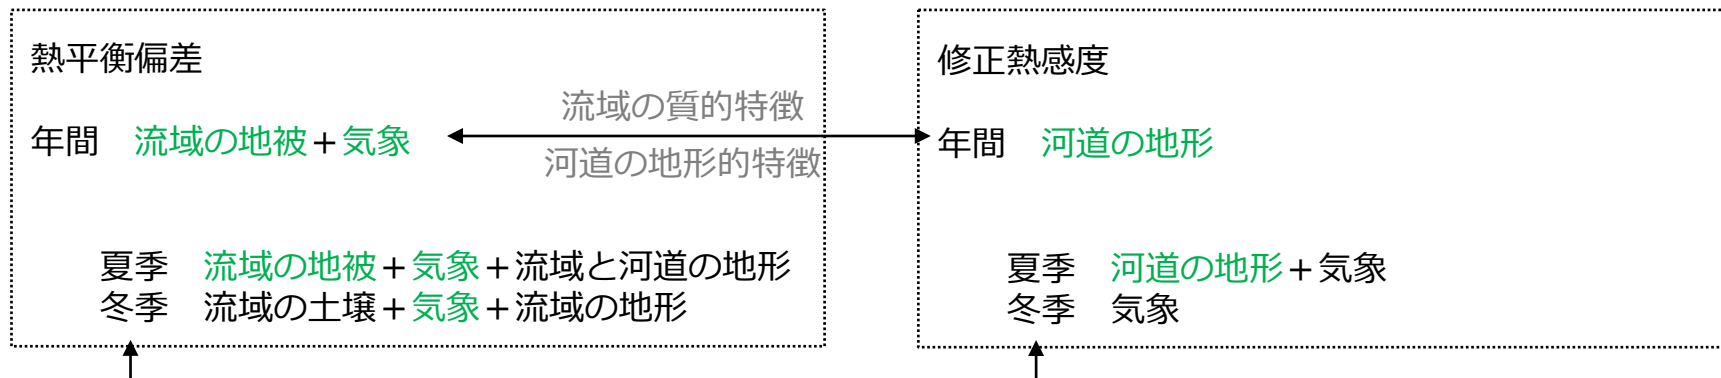 熱平衡偏差
年間　流域の地被＋気象
夏季　流域の地被＋気象＋流域と河道の地形
冬季　流域の土壌＋気象＋流域の地形
流域の質的特徴
河道の地形的特徴
修正熱感度
年間　河道の地形
夏季　河道の地形＋気象
冬季　気象